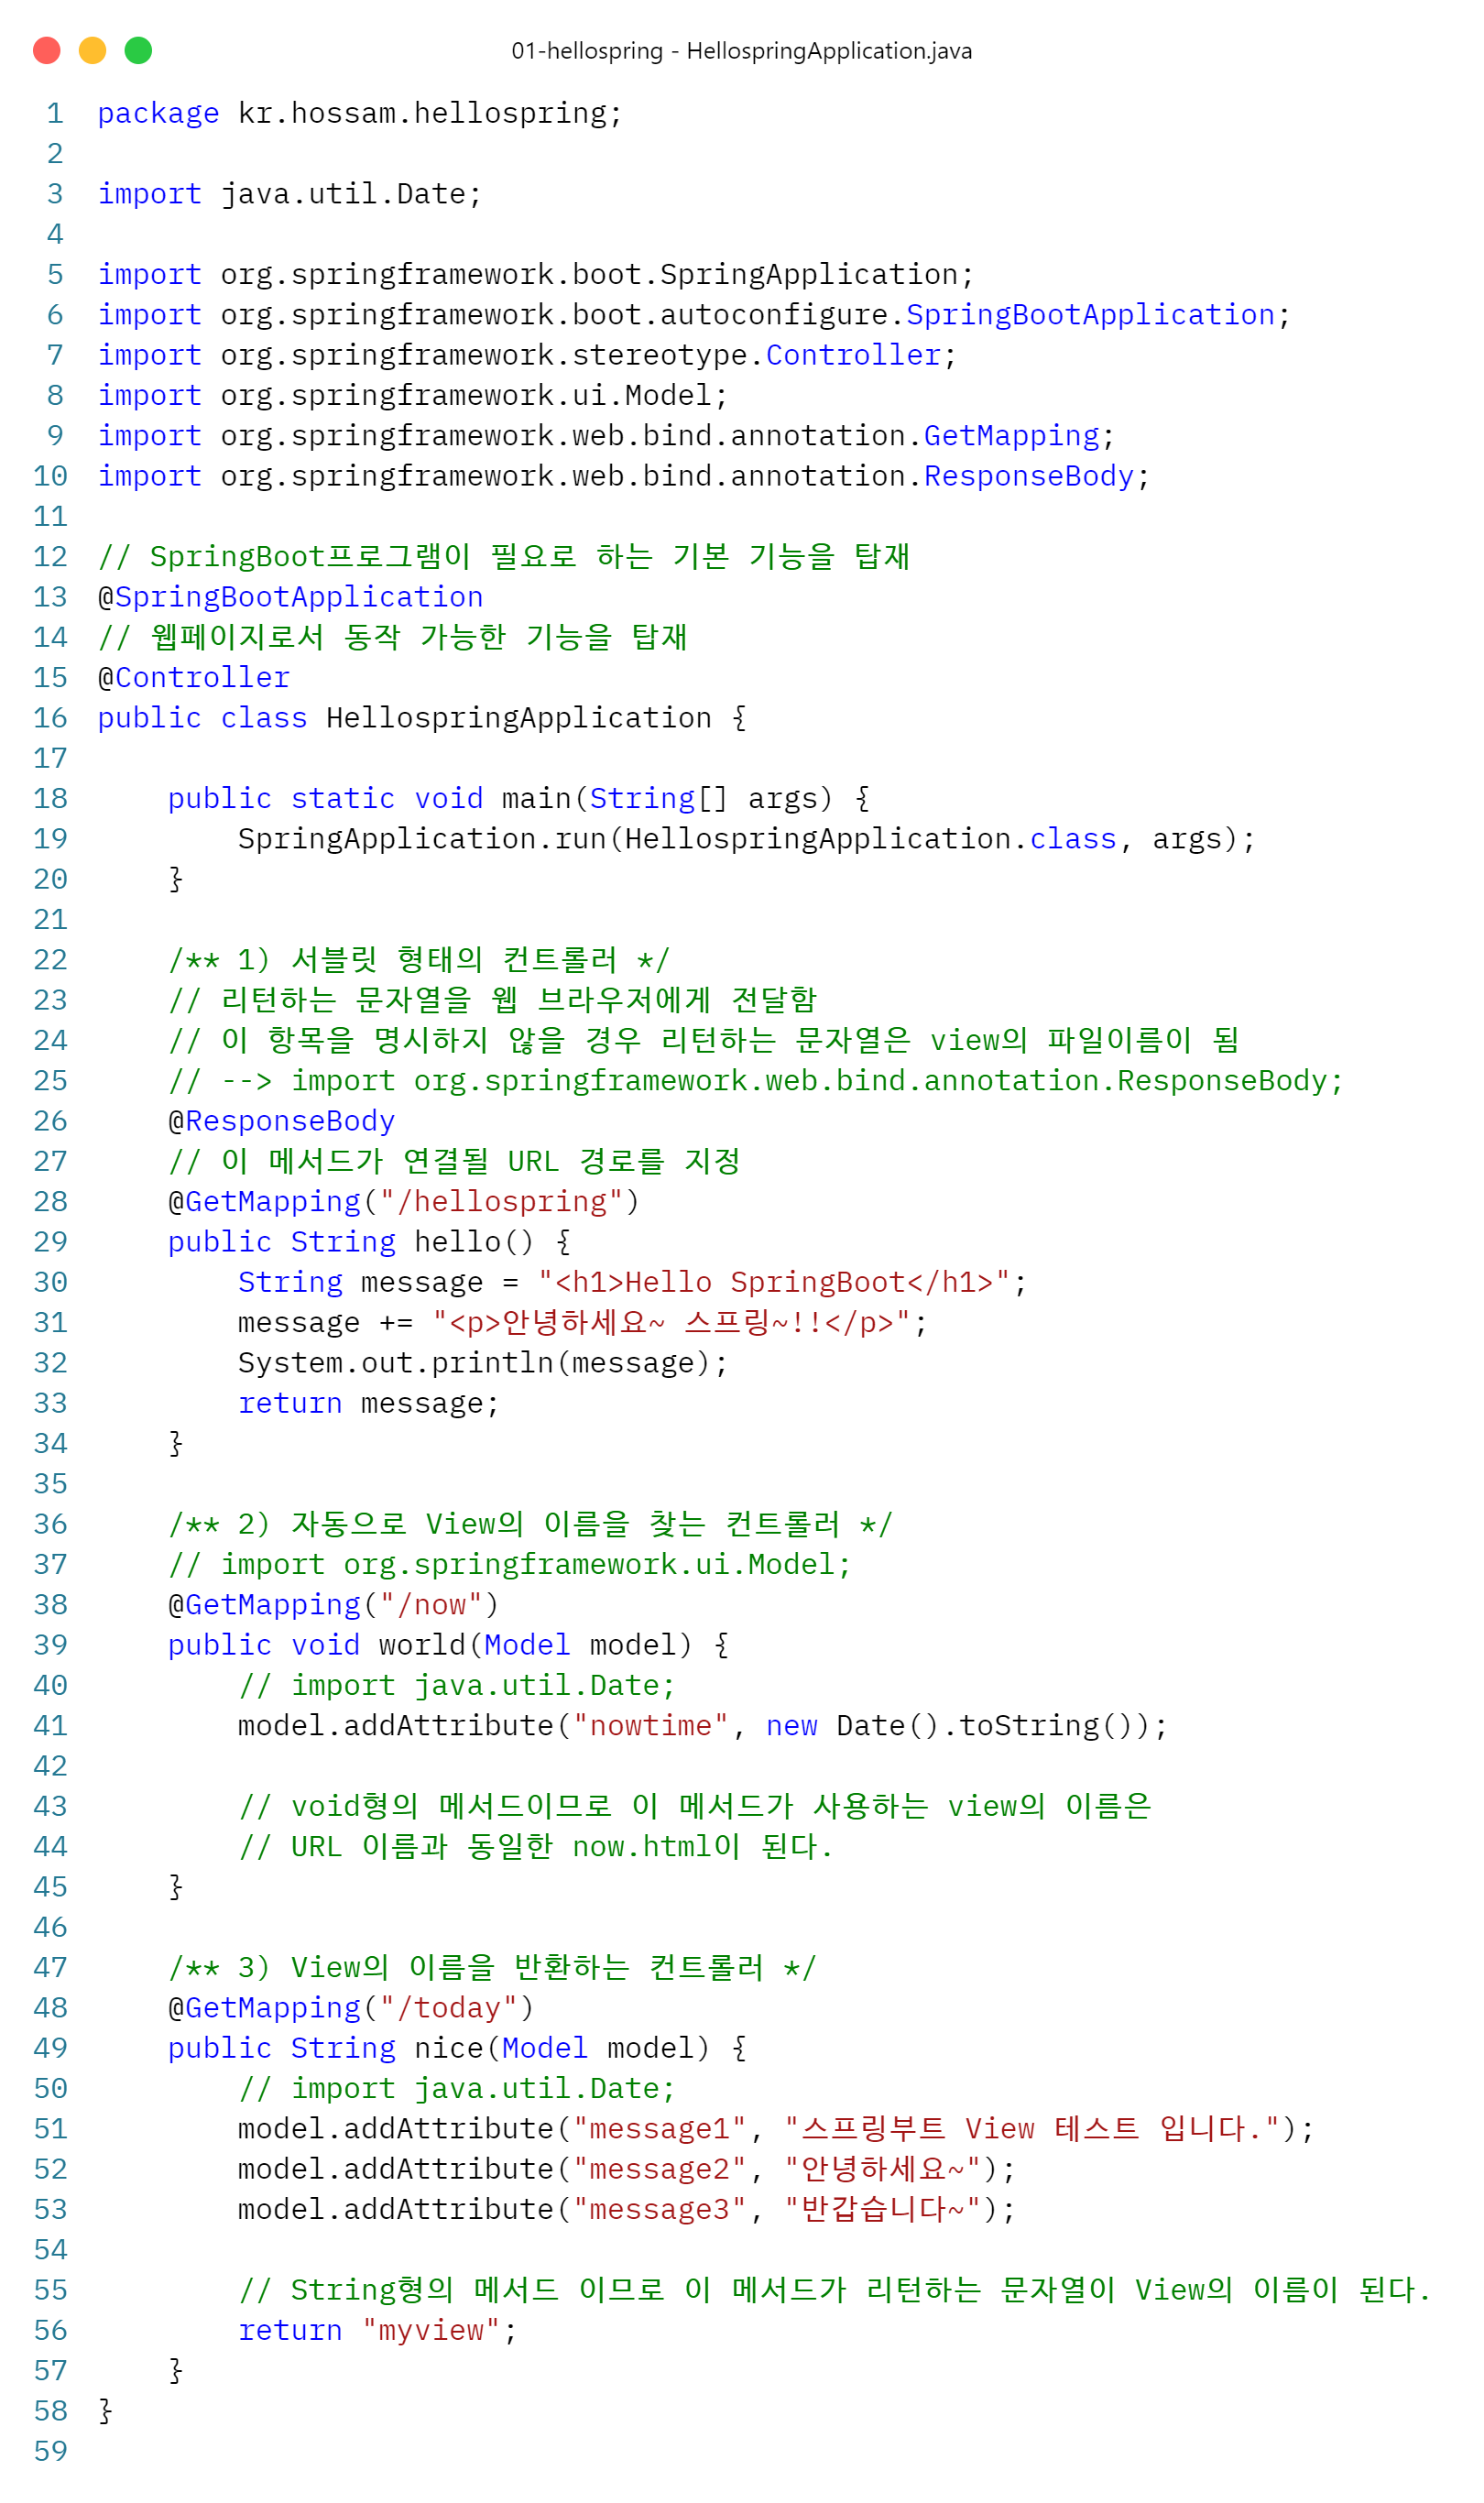 01-hellospring - HellospringApplication.java
1 package kr.hossam.hellospring;
2
3 import java.util.Date;
4
5 import org.springframework.boot.SpringApplication;
6 import org.springframework.boot.autoconfigure.SpringBootApplication;
7 import org.springframework.stereotype.Controller;
8 import org.springframework.ui.Model;
9 import org.springframework.web.bind.annotation.GetMapping;
10 import org.springframework.web.bind.annotation.ResponseBody;
11
12 // SpringBoot프로그램이 필요로 하는 기본 기능을 탑재
13 @SpringBootApplication
14 // 웹페이지로서 동작 가능한 기능을 탑재
15 @Controller
16 public class HellospringApplication {
17
18     public static void main(String[] args) {
19         SpringApplication.run(HellospringApplication.class, args);
20     }
21
22     /** 1) 서블릿 형태의 컨트롤러 */
23     // 리턴하는 문자열을 웹 브라우저에게 전달함
24     // 이 항목을 명시하지 않을 경우 리턴하는 문자열은 view의 파일이름이 됨
25     // --> import org.springframework.web.bind.annotation.ResponseBody;
26     @ResponseBody
27     // 이 메서드가 연결될 URL 경로를 지정
28     @GetMapping("/hellospring")
29     public String hello() {
30         String message = "<h1>Hello SpringBoot</h1>";
31         message += "<p>안녕하세요~ 스프링~!!</p>";
32         System.out.println(message);
33         return message;
34     }
35
36     /** 2) 자동으로 View의 이름을 찾는 컨트롤러 */
37     // import org.springframework.ui.Model;
38     @GetMapping("/now")
39     public void world(Model model) {
40         // import java.util.Date;
41         model.addAttribute("nowtime", new Date().toString());
42
43         // void형의 메서드이므로 이 메서드가 사용하는 view의 이름은
44         // URL 이름과 동일한 now.html이 된다.
45     }
46
47     /** 3) View의 이름을 반환하는 컨트롤러 */
48     @GetMapping("/today")
49     public String nice(Model model) {
50         // import java.util.Date;
51         model.addAttribute("message1", "스프링부트 View 테스트 입니다.");
52         model.addAttribute("message2", "안녕하세요~");
53         model.addAttribute("message3", "반갑습니다~");
54
55         // String형의 메서드 이므로 이 메서드가 리턴하는 문자열이 View의 이름이 된다.
56         return "myview";
57     }
58 }
59